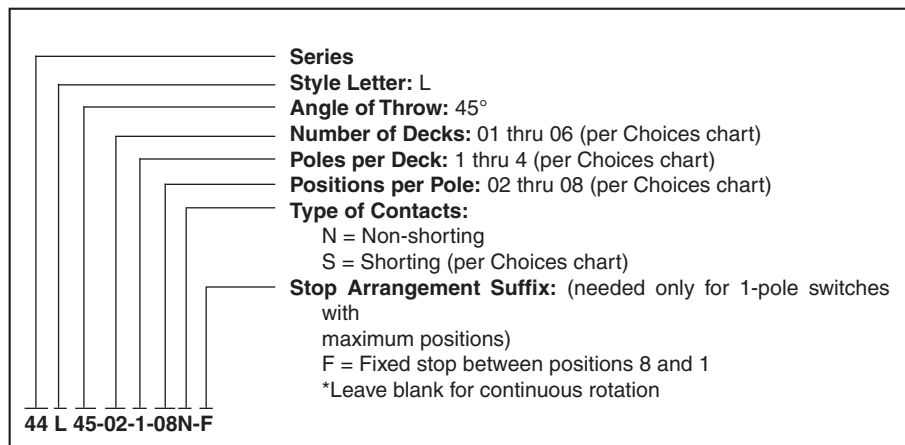 Series
Style Letter: L
Angle of Throw: 45°
Number of Decks: 01 thru 06 (per Choices chart)
Poles per Deck: 1 thru 4 (per Choices chart)
Positions per Pole: 02 thru 08 (per Choices chart)
Type of Contacts:
N = Non-shorting
S = Shorting (per Choices chart)
Stop Arrangement Suffix: (needed only for 1-pole switches
with
maximum positions)
F = Fixed stop between positions 8 and 1
*Leave blank for continuous rotation
44 L 45-02-1-08N-F